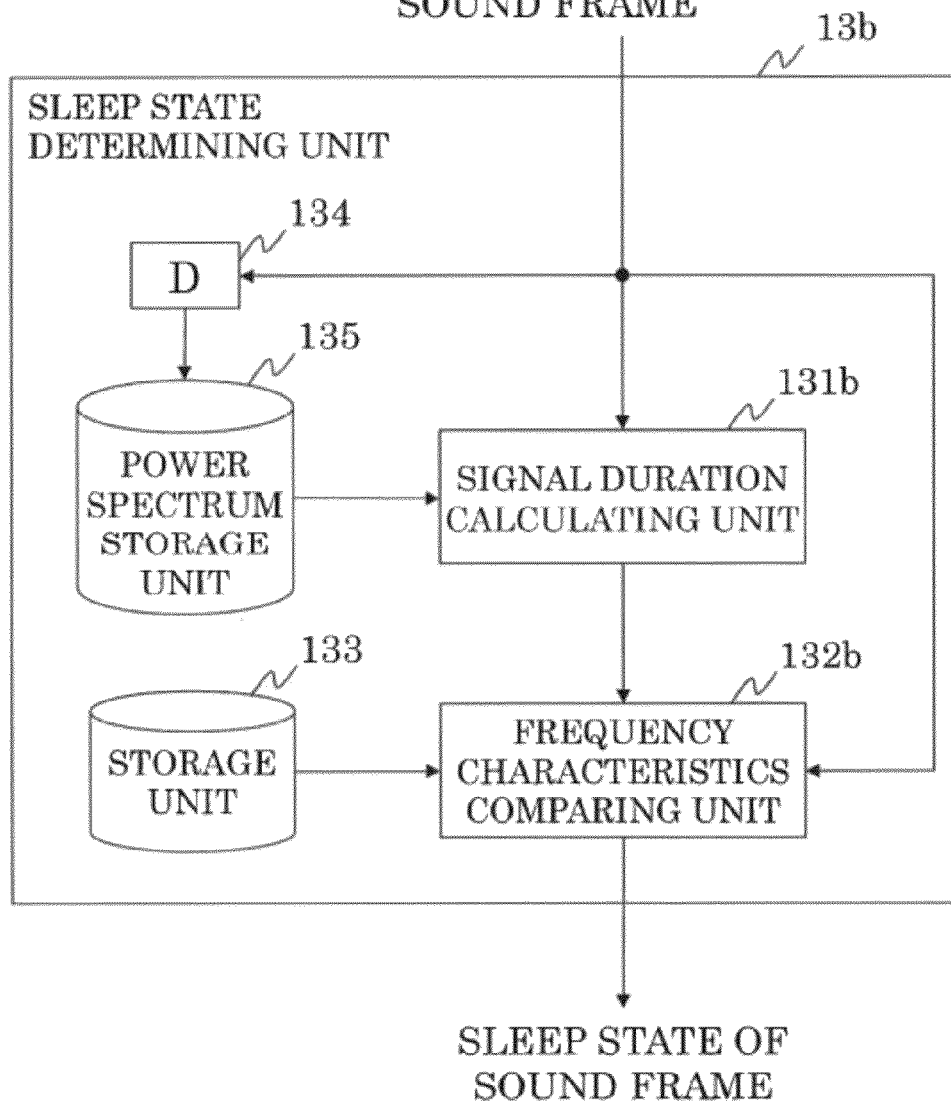 SOUND FRAME
13b
SLEEP STATE
DETERMINING UNIT
134
D
135
POWER
SPECTRUM
STORAGE
UNIT
131b
SIGNAL DURATION
CALCULATING UNIT
133
STORAGE
UNIT
132b
FREQUENCY
CHARACTERISTICS
COMPARING UNIT
SLEEP STATE OF
SOUND FRAME